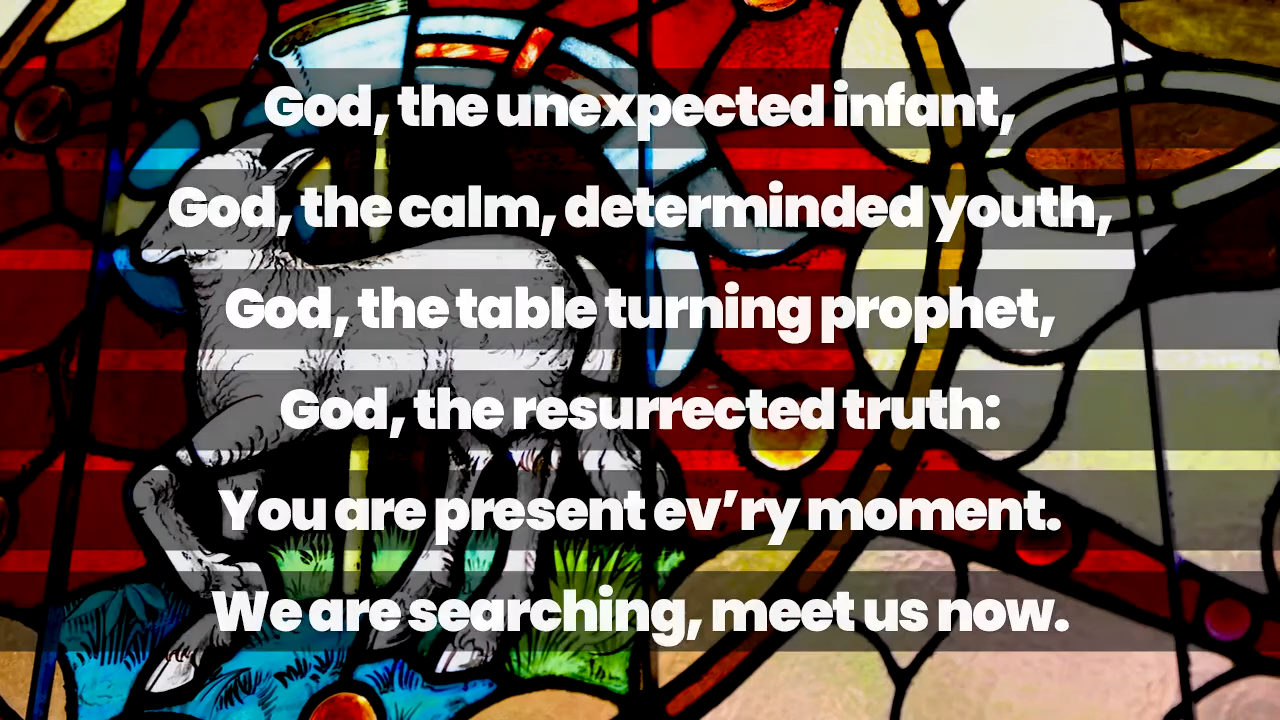 God, the unexpected infant,
God, the calm, determinded youth,
God, the table turning prophet,
God, the resurrected truth:
You are present ev’ry moment.
We are searching, meet us now.